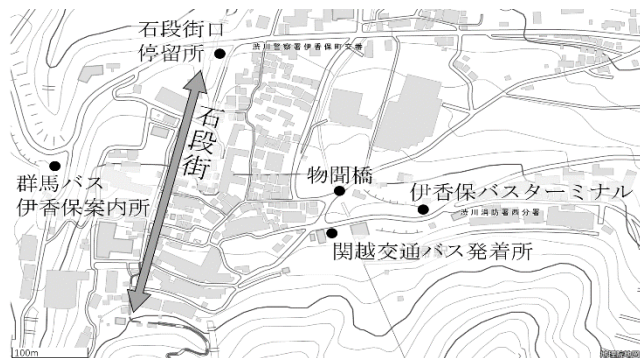 石段街口
停留所
渋川警察署伊香保町交番
石段街
群馬バス
伊香保案内所
物聞橋
伊香保バスターミナル
渋川消防署西分署
関越交通バス発着所
100m